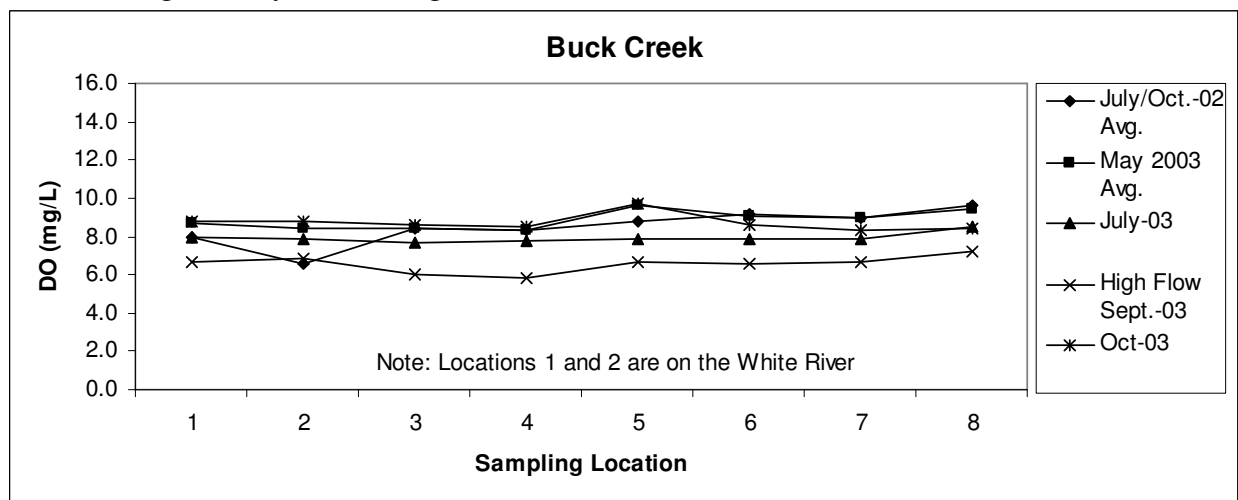 Buck Creek
16.0
14.0
12.0
10.0
8.0
6.0
4.0
2.0
0.0
DO (mg/L)
Note: Locations 1 and 2 are on the White River
1 2 3 4 5 6 7 8
Sampling Location
July/Oct.-02
Avg.
May 2003
Avg.
July-03
High Flow
Sept.-03
Oct-03